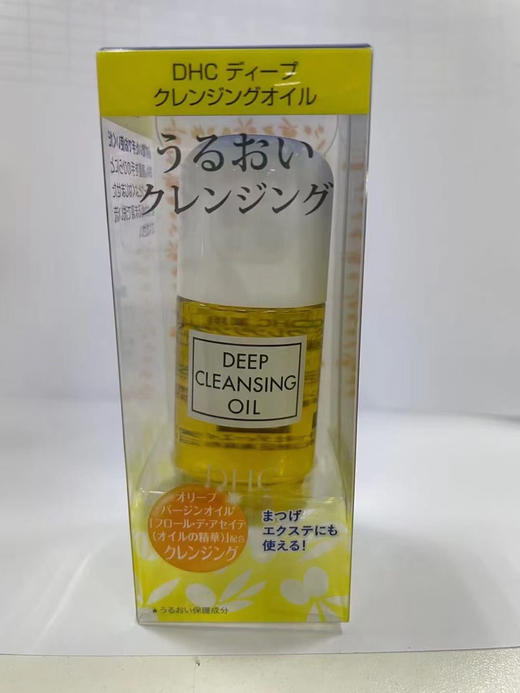 DHC ディープ
クレンジングオイル
うるおい
クレンジング
DEEP
CLEANSING
OIL
DHC
オリーブ
バージンオイル
「フロール・デ・アセイテ
(オイルの精華)」配合
クレンジング
まつげ
エクステにも
使える!
★うるおい保護成分